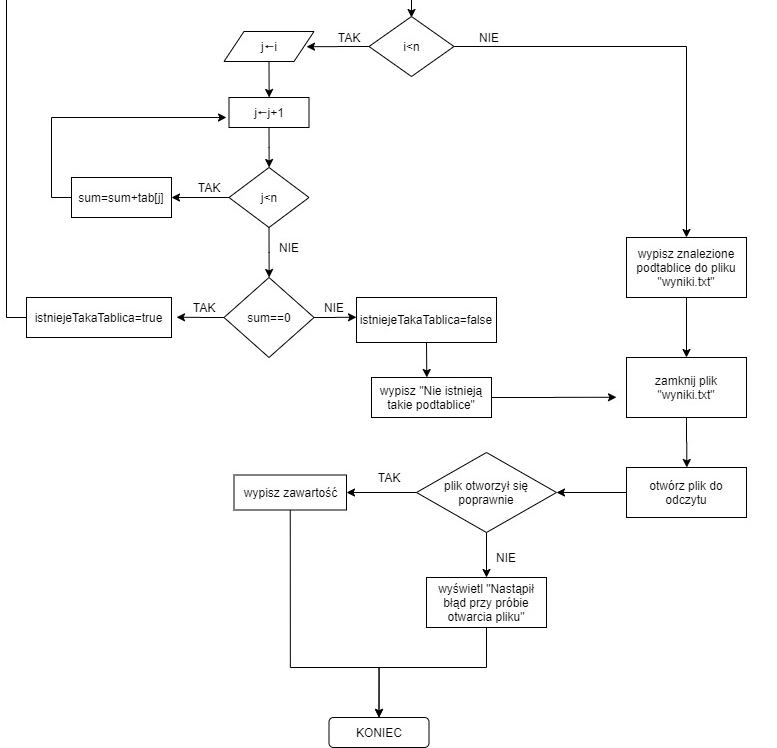 i<n
TAK
NIE
j←i
j←j+1
j<n
TAK
sum=sum+tab[j]
NIE
sum==0
TAK
istniejeTakaTablica=true
NIE
istniejeTakaTablica=false
wypisz "Nie istnieją
takie podtablice"
wypisz znalezione
podtablice do pliku
"wyniki.txt"
zamknij plik
"wyniki.txt"
otwórz plik do
odczytu
plik otworzył się
poprawnie
TAK
wypisz zawartość
NIE
wyświetl "Nastąpił
błąd przy próbie
otwarcia pliku"
KONIEC